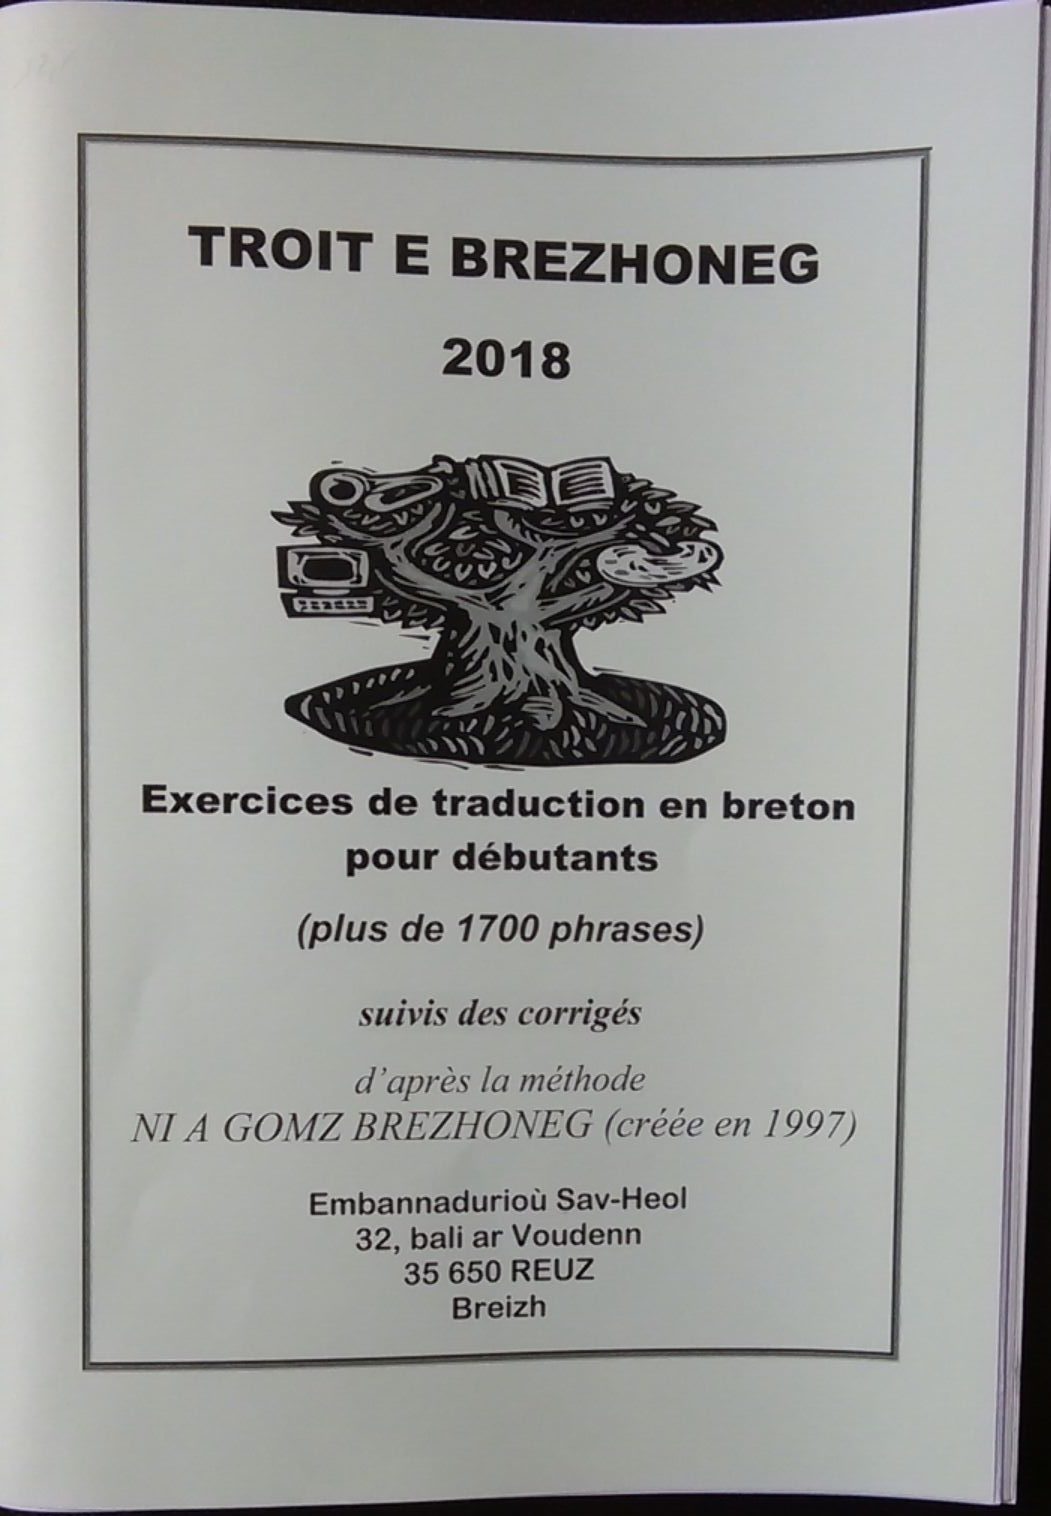 TROIT E BREZHONEG
2018
Exercices de traduction en breton
pour débutants
(plus de 1700 phrases)
suivis des corrigés
d'après la méthode
NI A GOMZ BREZHONEG (créée en 1997)
Embannadurioù Sav-Heol
32, bali ar Voudenn
35 650 REUZ
Breizh